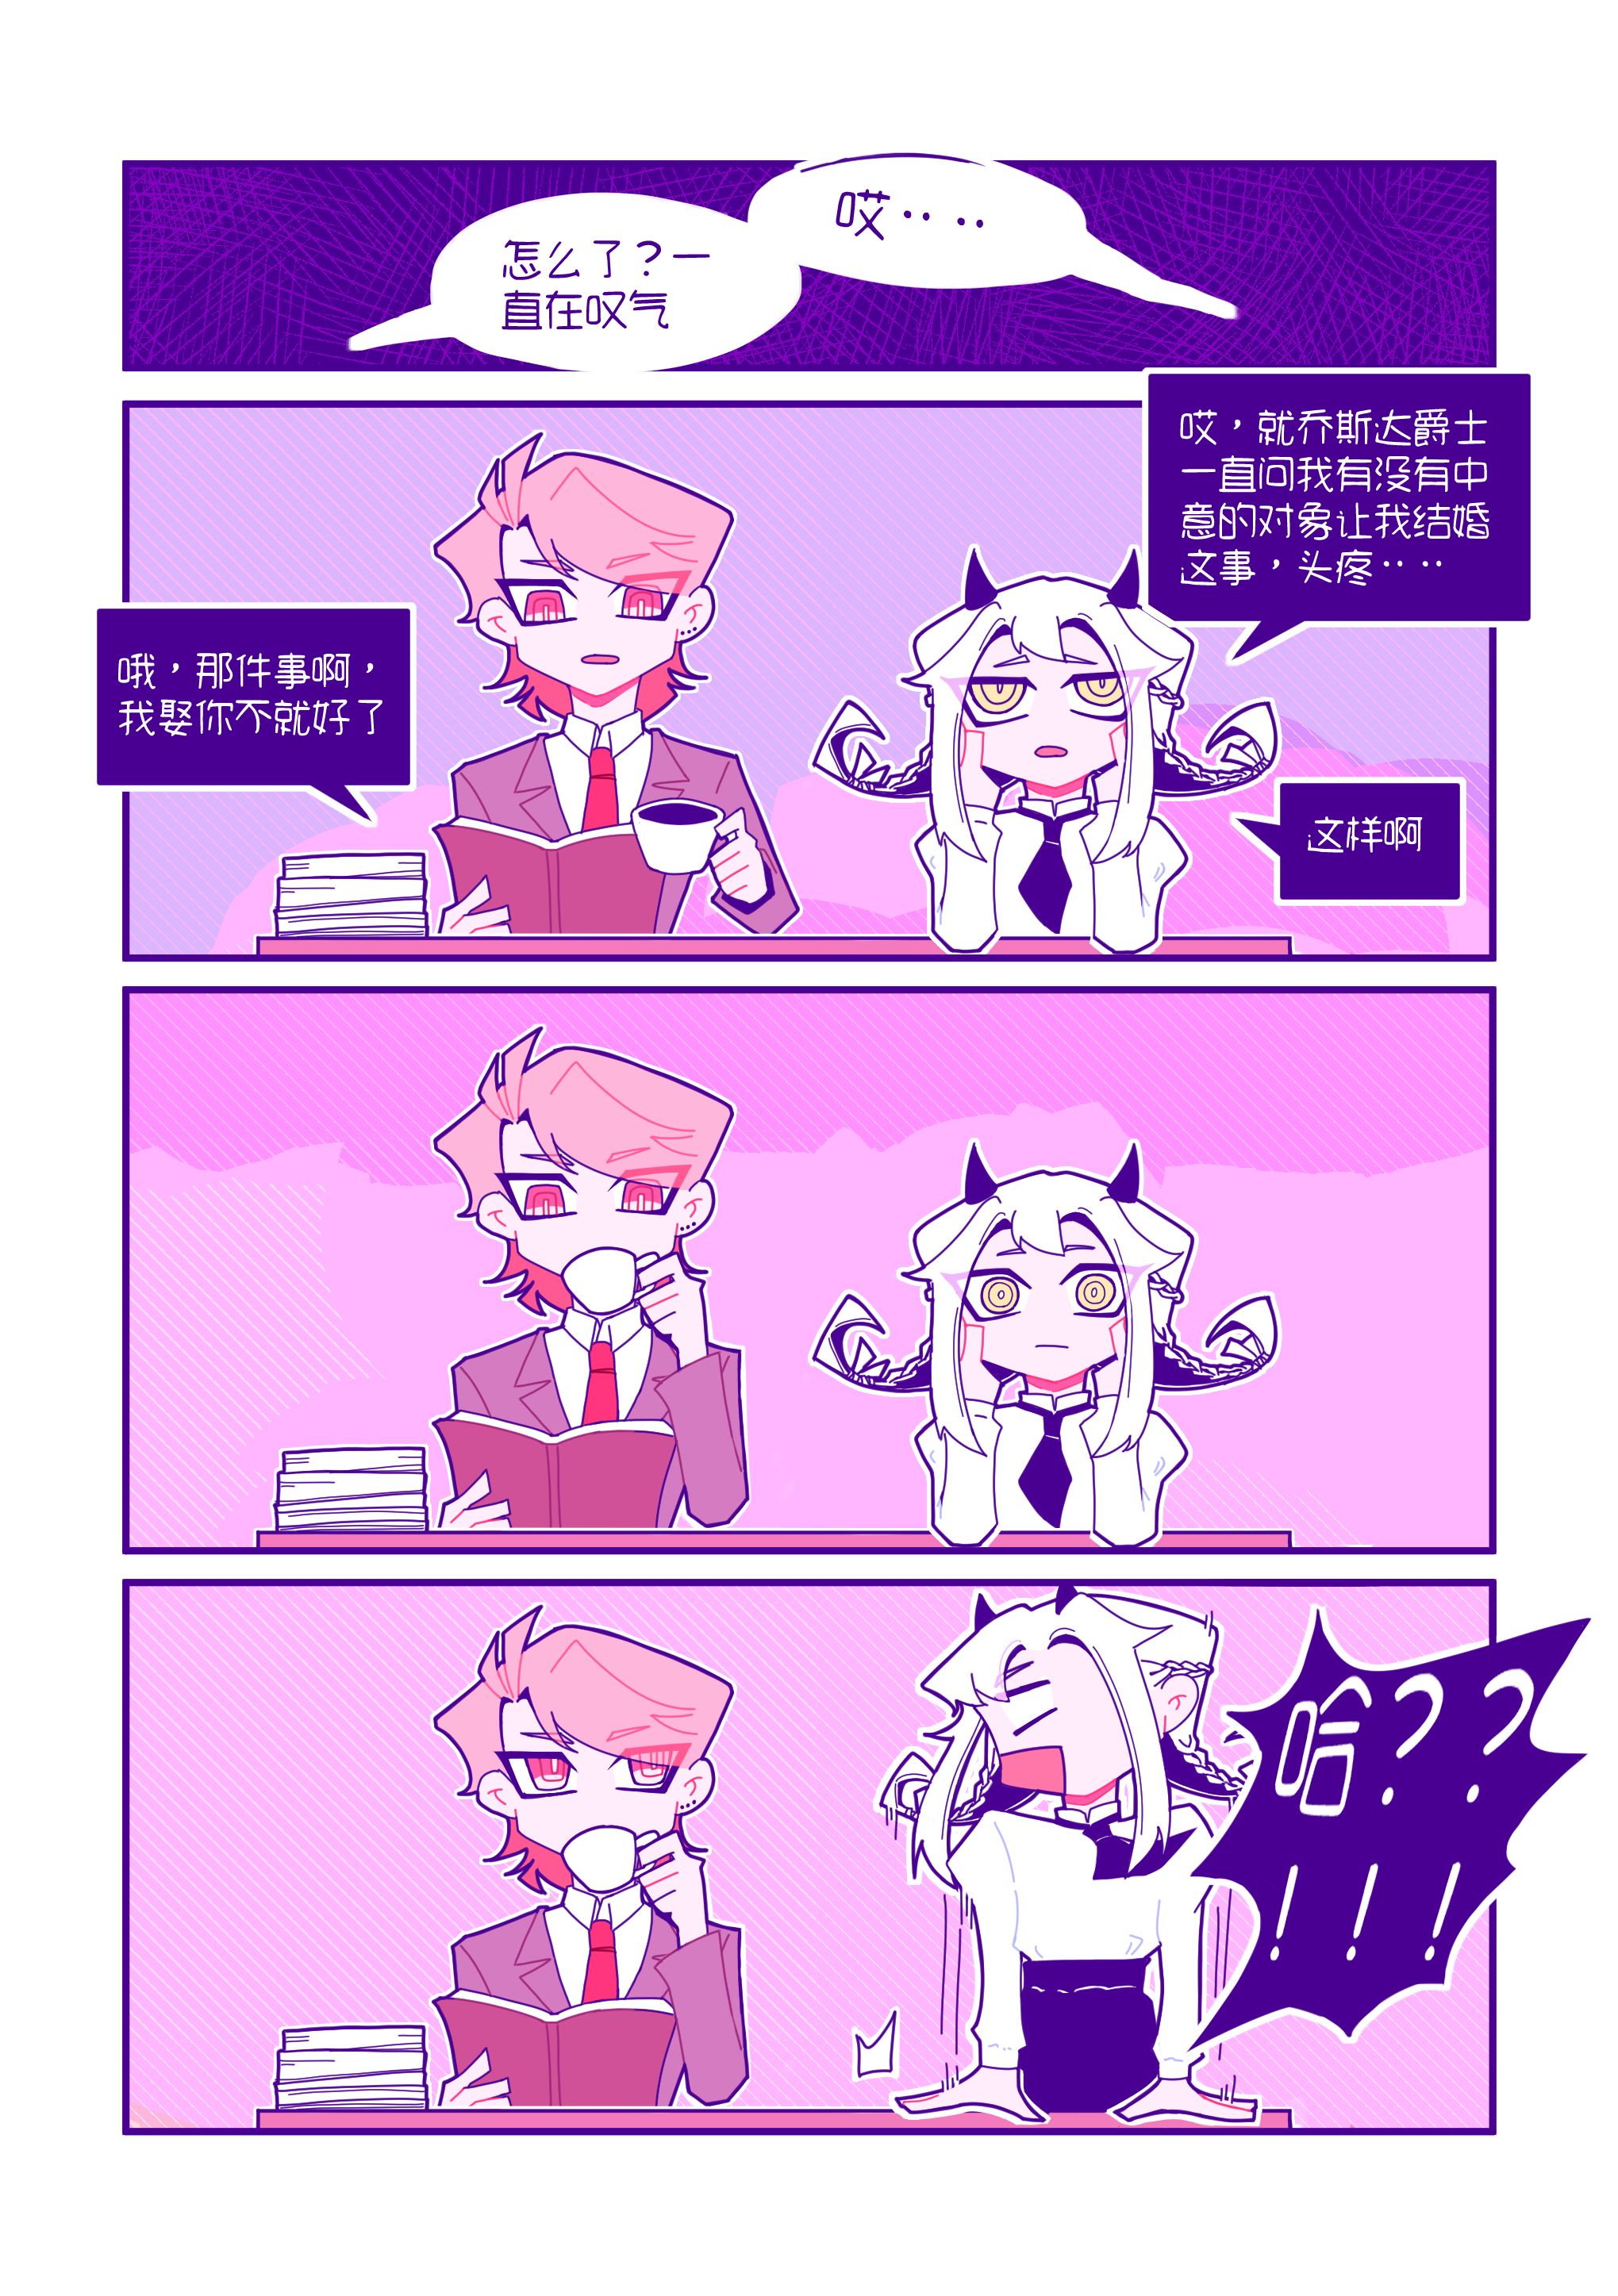 哎····
怎么了？一
直在叹气
哎，就乔斯达爵士
一直问我有没有中
意的对象让我结婚
这事，头疼····
哦，那件事啊，
我娶你不就好了
这样啊
哈？？
！！！